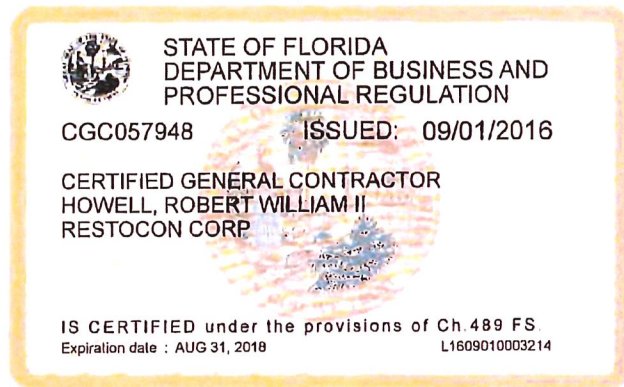 STATE OF FLORIDA
DEPARTMENT OF BUSINESS AND
PROFESSIONAL REGULATION
CGC057948 ISSUED: 09/01/2016
CERTIFIED GENERAL CONTRACTOR
HOWELL, ROBERT WILLIAM II
RESTOCON CORP
IS CERTIFIED under the provisions of Ch.489 FS.
Expiration date : AUG 31, 2018 L1609010003214